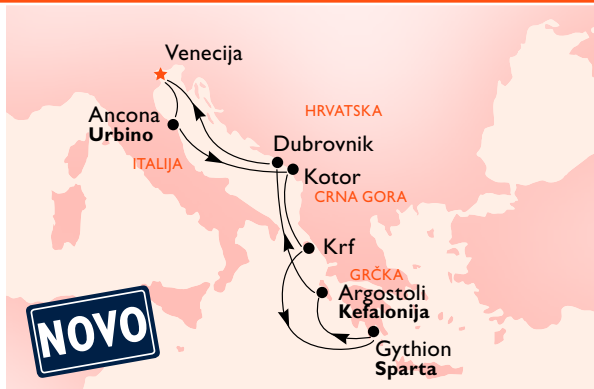 Venecija
HRVATSKA
Ancona
Urbino
ITALIJA
Dubrovnik
Kotor
CRNA GORA
Krf
GRČKA
Argostoli
Kefalonija
NOVO
Gythion
Sparta